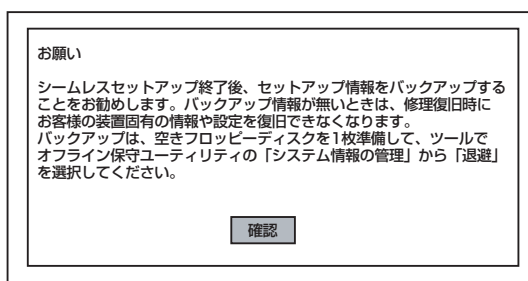 お願い
シームレスセットアップ終了後、セットアップ情報をバックアップする
ことをお勧めします。バックアップ情報が無いときは、修理復旧時に
お客様の装置固有の情報や設定を復旧できなくなります。
バックアップは、空きフロッピーディスクを1枚準備して、ツールで
オフライン保守ユーティリティの「システム情報の管理」から「退避」
を選択してください。
確認